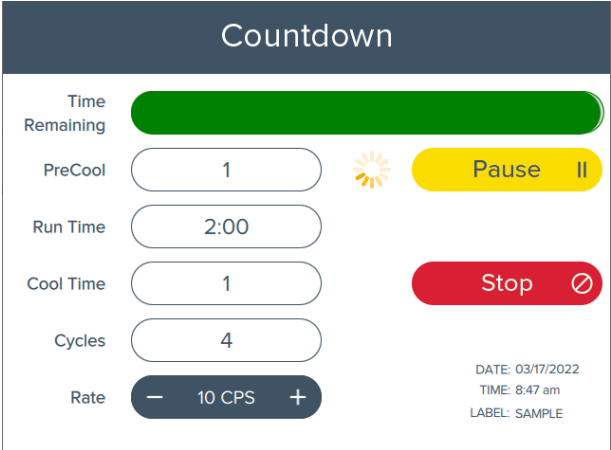 Countdown
Time
Remaining
PreCool
1
Pause
Run Time
2:00
Cool Time
1
Stop
Cycles
4
Rate
− 10 CPS +
DATE: 03/17/2022
TIME: 8:47 am
LABEL: SAMPLE